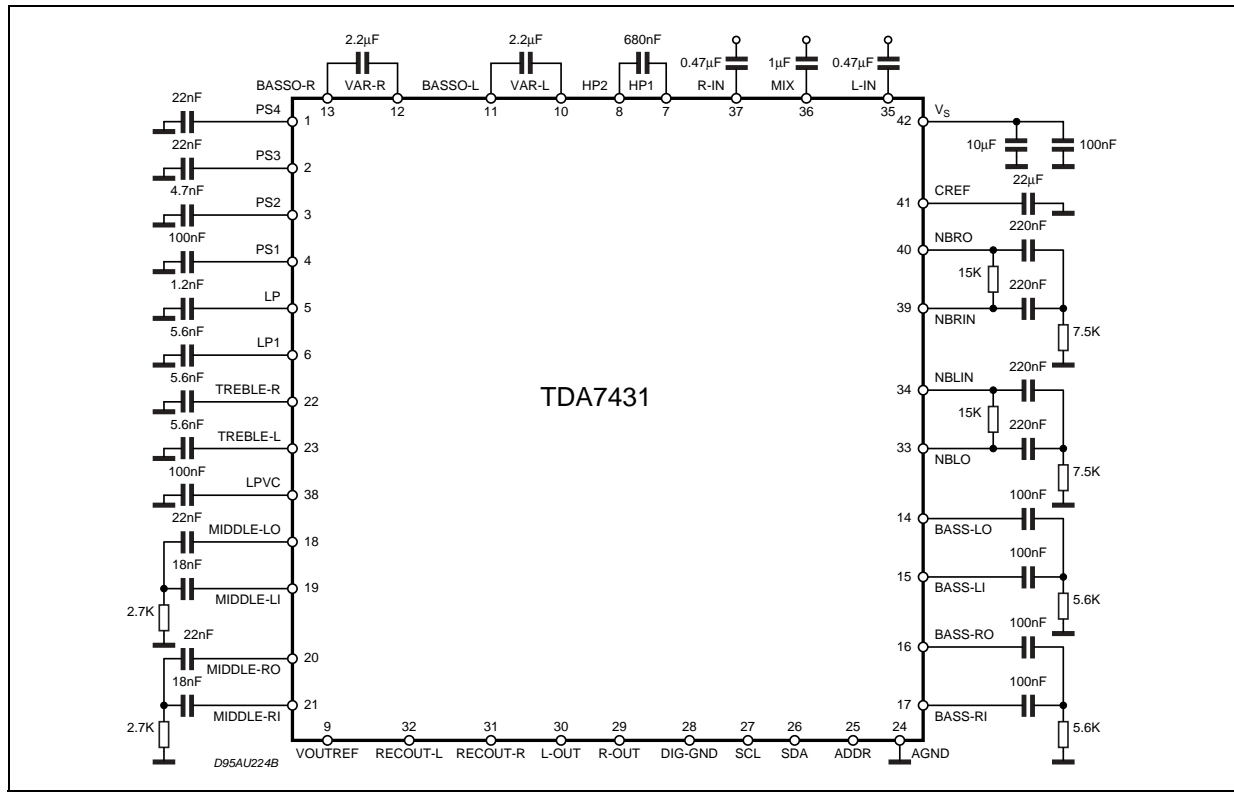 2.2µF
2.2µF
680nF
0.47µF
1µF
0.47µF
BASSO-R
VAR-R
BASSO-L
VAR-L
HP2
HP1
R-IN
MIX
L-IN
13
12
11
10
8
7
37
36
35
22nF
PS4
1
22nF
PS3
2
4.7nF
PS2
3
100nF
PS1
4
1.2nF
LP
5
5.6nF
LP1
6
5.6nF
TREBLE-R
22
5.6nF
TREBLE-L
23
100nF
LPVC
38
22nF
MIDDLE-LO
18
18nF
MIDDLE-LI
19
2.7K
22nF
MIDDLE-RO
20
18nF
MIDDLE-RI
21
2.7K
TDA7431
42
VS
10µF
100nF
41
CREF
22µF
40
NBRO
220nF
15K
39
NBRIN
220nF
7.5K
34
NBLIN
220nF
15K
33
NBLO
220nF
7.5K
14
BASS-LO
100nF
15
BASS-LI
100nF
5.6K
16
BASS-RO
100nF
17
BASS-RI
100nF
5.6K
9
32
31
30
29
28
27
26
25
24
VOUTREF
RECOUT-L
RECOUT-R
L-OUT
R-OUT
DIG-GND
SCL
SDA
ADDR
AGND
D95AU224B